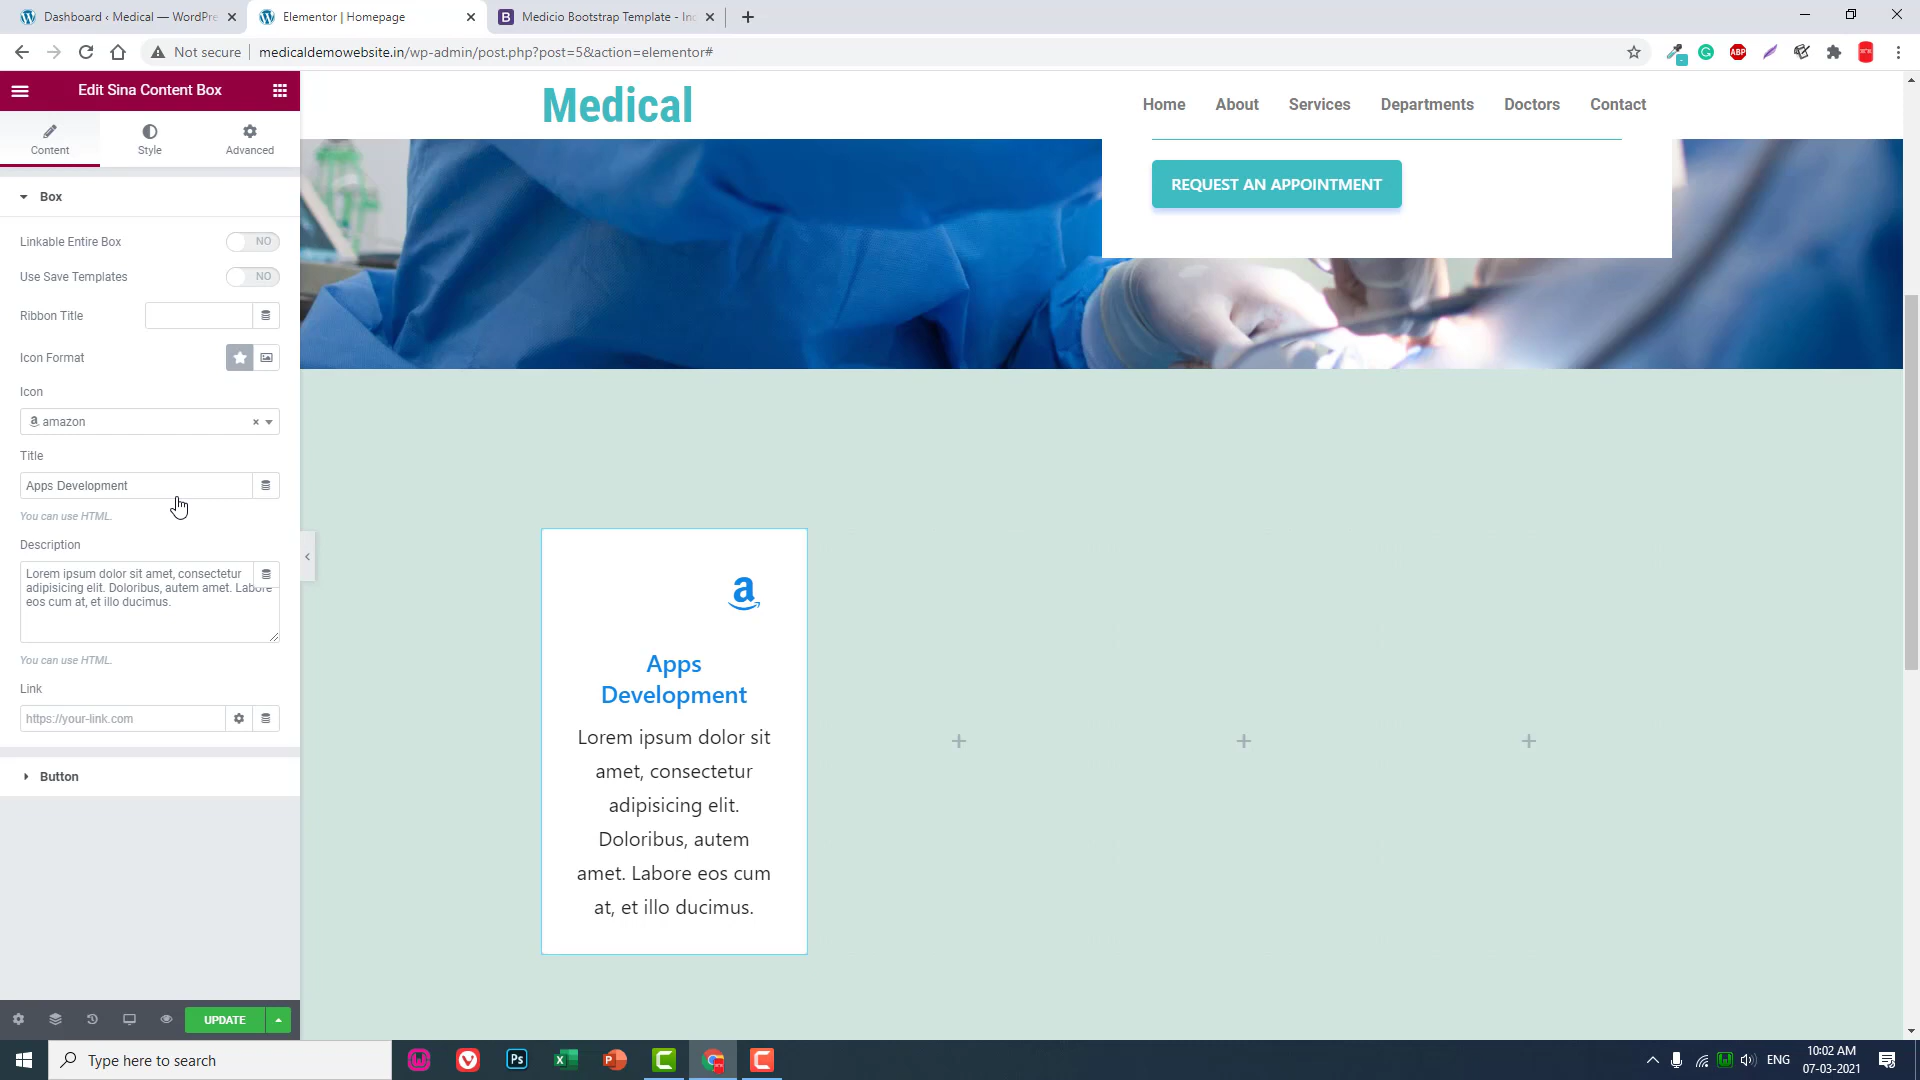 Dashboard ‹ Medical — WordPre
Elementor | Homepage
Medicio Bootstrap Template - In
Not secure
medicaldemowebsite.in/wp-admin/post.php?post=5&action=elementor#
ABP
Edit Sina Content Box
Content
Style
Advanced
Box
Linkable Entire Box
NO
Use Save Templates
NO
Ribbon Title
Icon Format
Icon
amazon
Title
Apps Development
You can use HTML.
Description
Lorem ipsum dolor sit amet, consectetur
adipisicing elit. Doloribus, autem amet. Labore
eos cum at, et illo ducimus.
You can use HTML.
Link
https://your-link.com
Button
UPDATE
Medical
Home
About
Services
Departments
Doctors
Contact
REQUEST AN APPOINTMENT
Apps
Development
Lorem ipsum dolor sit
amet, consectetur
adipisicing elit.
Doloribus, autem
amet. Labore eos cum
at, et illo ducimus.
Type here to search
Ps
ENG
10:02 AM
07-03-2021